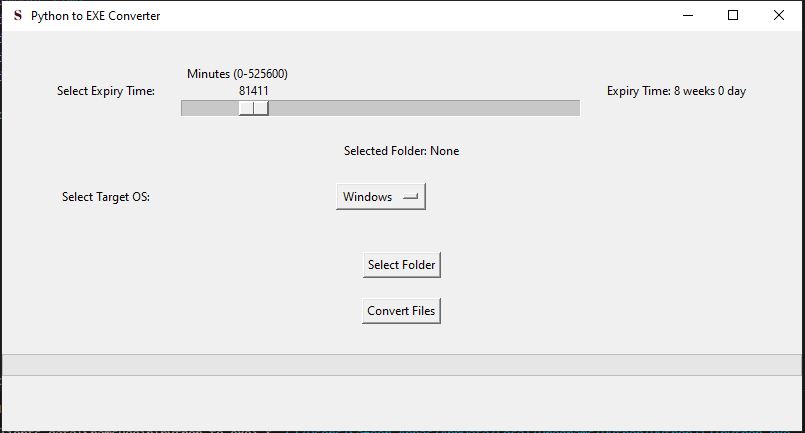 S Python to EXE Converter
Minutes (0-525600)
Select Expiry Time:
81411
Expiry Time: 8 weeks 0 day
Selected Folder: None
Select Target OS:
Windows
Select Folder
Convert Files